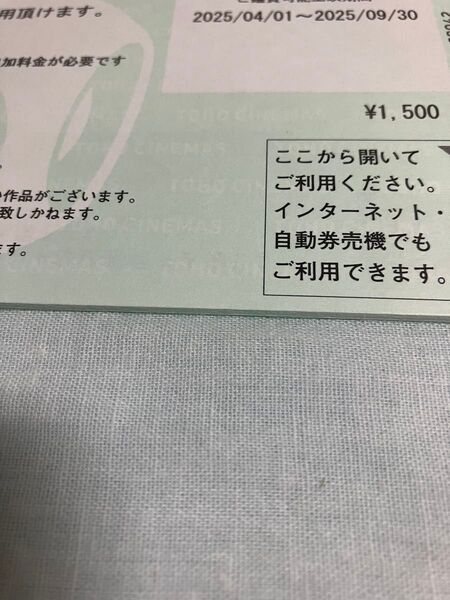 用頂けます。
2025/04/01～2025/09/30
加料金が必要です
¥1,500
TOHO CINEMAS
ここから開いて
ご利用ください。
インターネット・
自動券売機でも
ご利用できます。
作品がございます。
致しかねます。
ます。